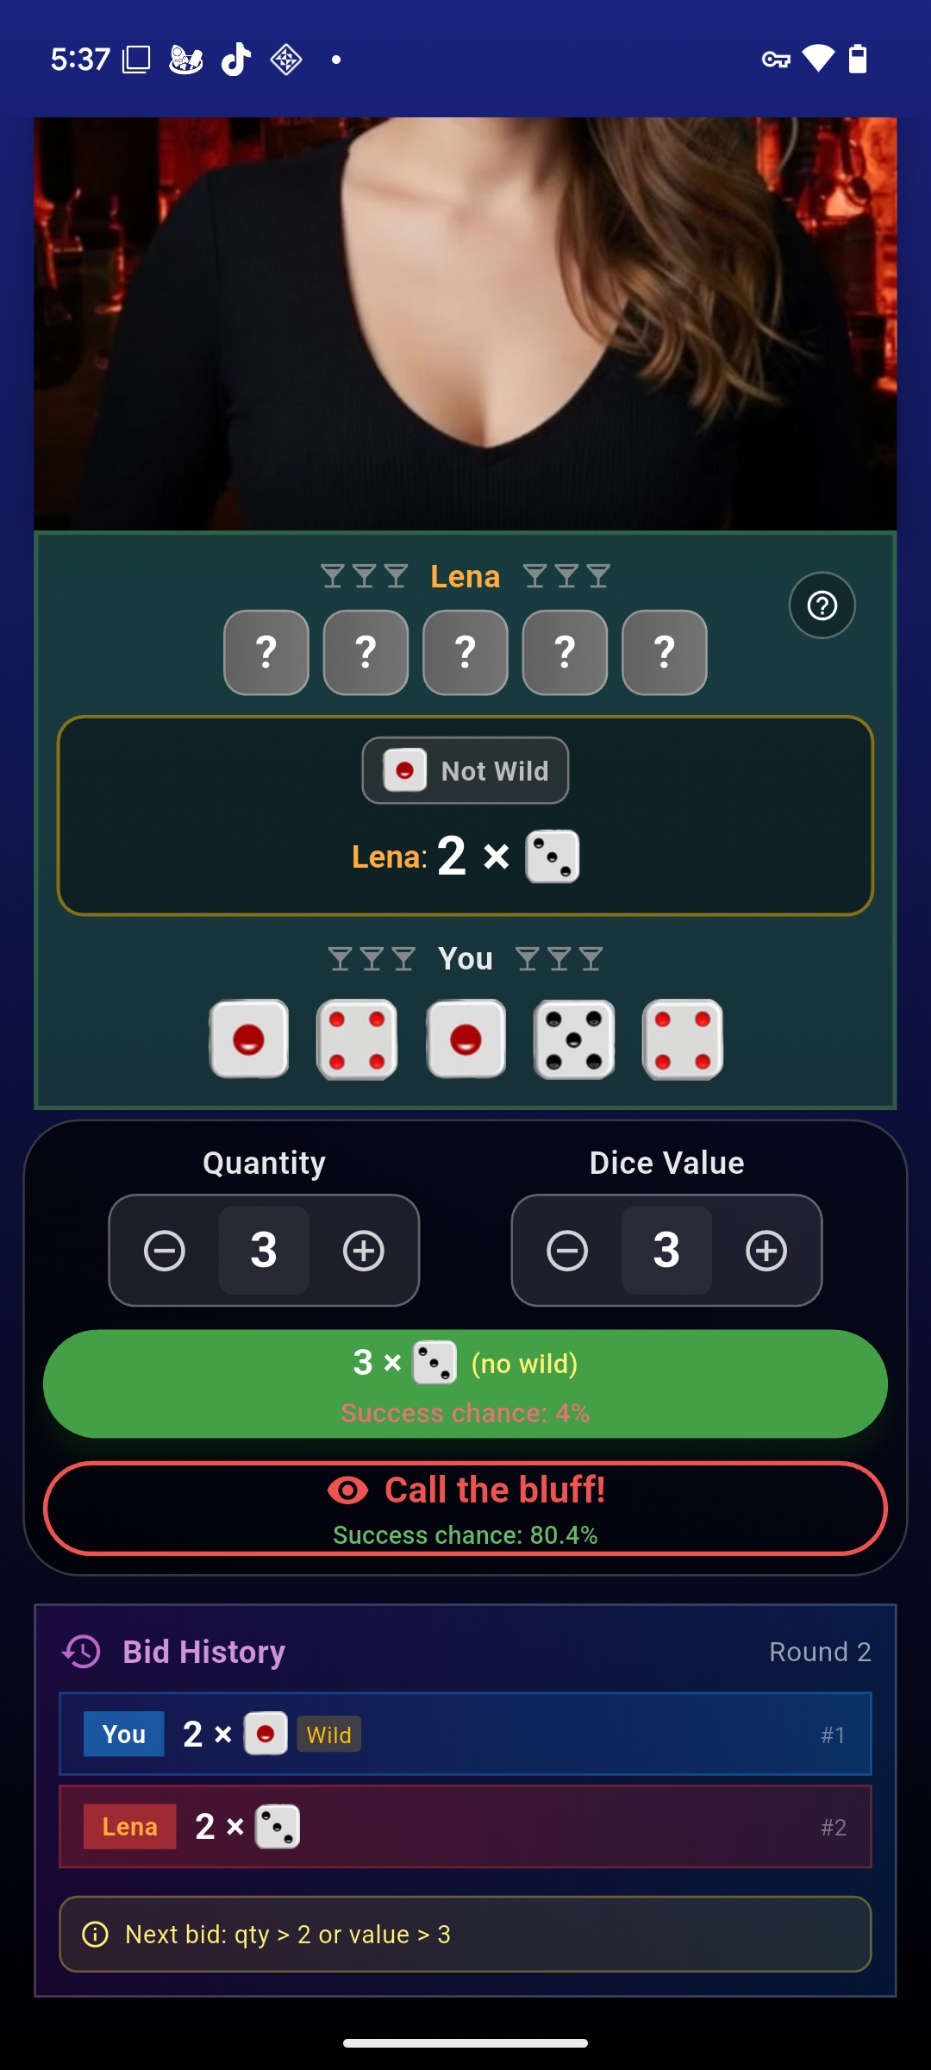 5:37
Lena
? ? ? ? ?
Not Wild
Lena: 2 ×
You
Quantity
Dice Value
3
3
3 × (no wild)
Success chance: 4%
Call the bluff!
Success chance: 80.4%
Bid History
Round 2
You 2 × Wild #1
Lena 2 × #2
Next bid: qty > 2 or value > 3